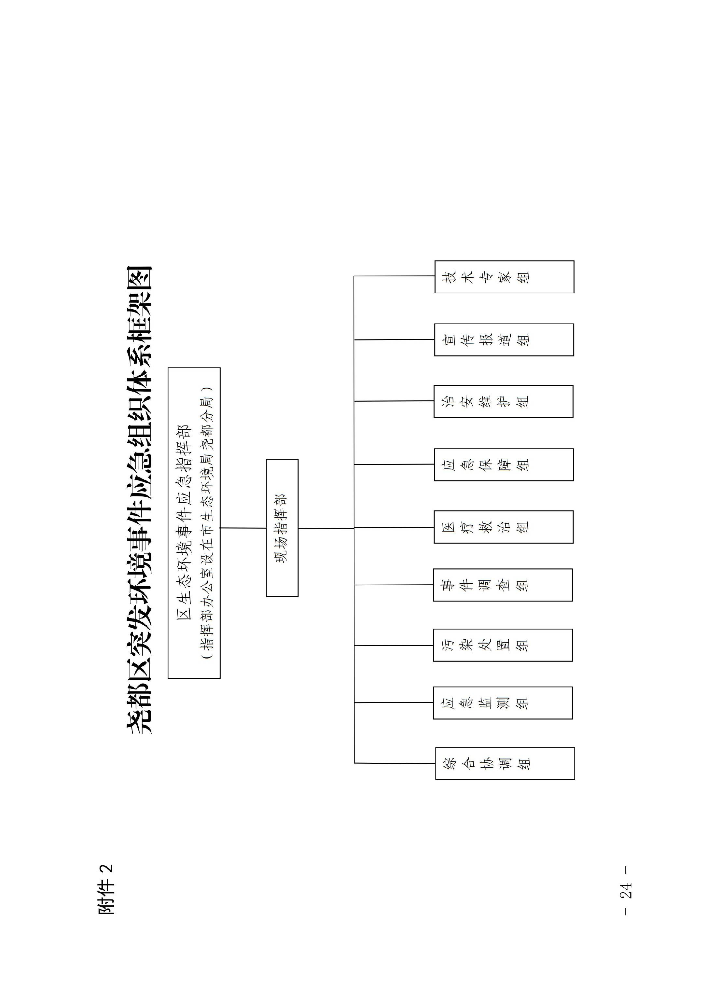 附件 2
尧都区突发环境事件应急组织体系框架图
区生态环境事件应急指挥部
（指挥部办公室设在市生态环境局尧都分局）
现场指挥部
综合协调组
应急监测组
污染处置组
事件调查组
医疗救治组
应急保障组
治安维护组
宣传报道组
技术专家组
— 24 —